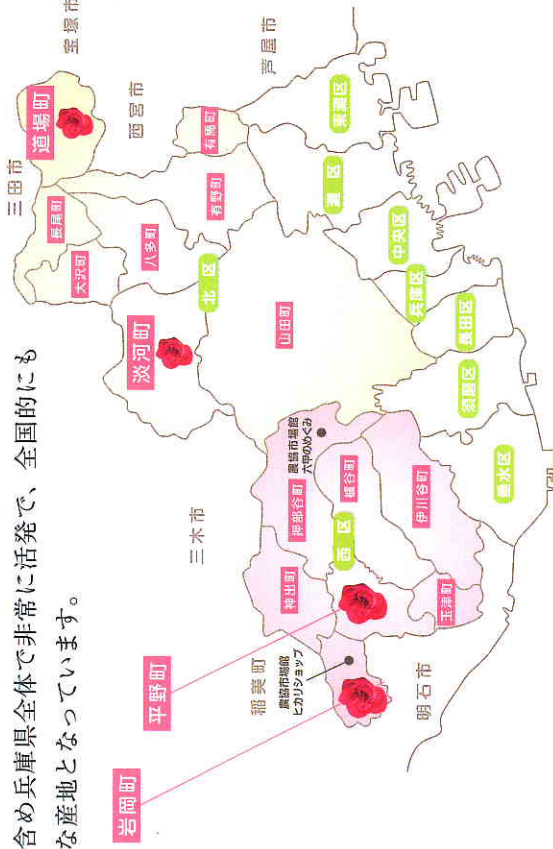 含め兵庫県全体で非常に活発で、全国的にも
な産地となっています。
岩岡町
平野町
淡河町
道場町
三田市
宝塚市
長尾町
大沢町
八多町
西宮市
有馬町
有野町
北区
芦屋市
山田町
東灘区
灘区
中央区
兵庫区
長田区
須磨区
垂水区
三木市
農協市場館
六甲のめぐみ
押部谷町
櫨谷町
伊川谷町
神出町
西区
玉津町
稲美町
農協市場館
ヒカリショップ
明石市